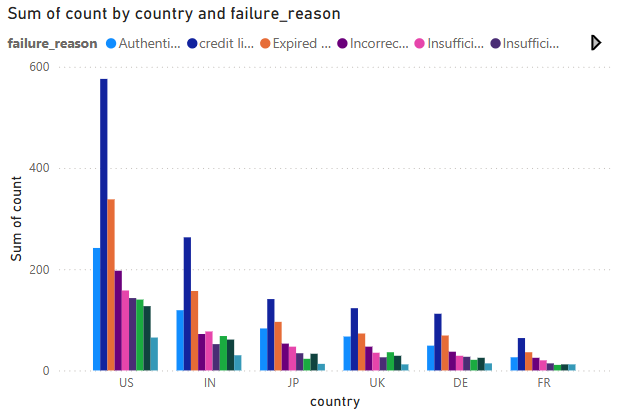 Sum of count by country and failure_reason
failure_reason Authenti... credit li... Expired ... Incorrec... Insuffici... Insuffici...
600
400
200
0
Sum of count
US IN JP UK DE FR
country